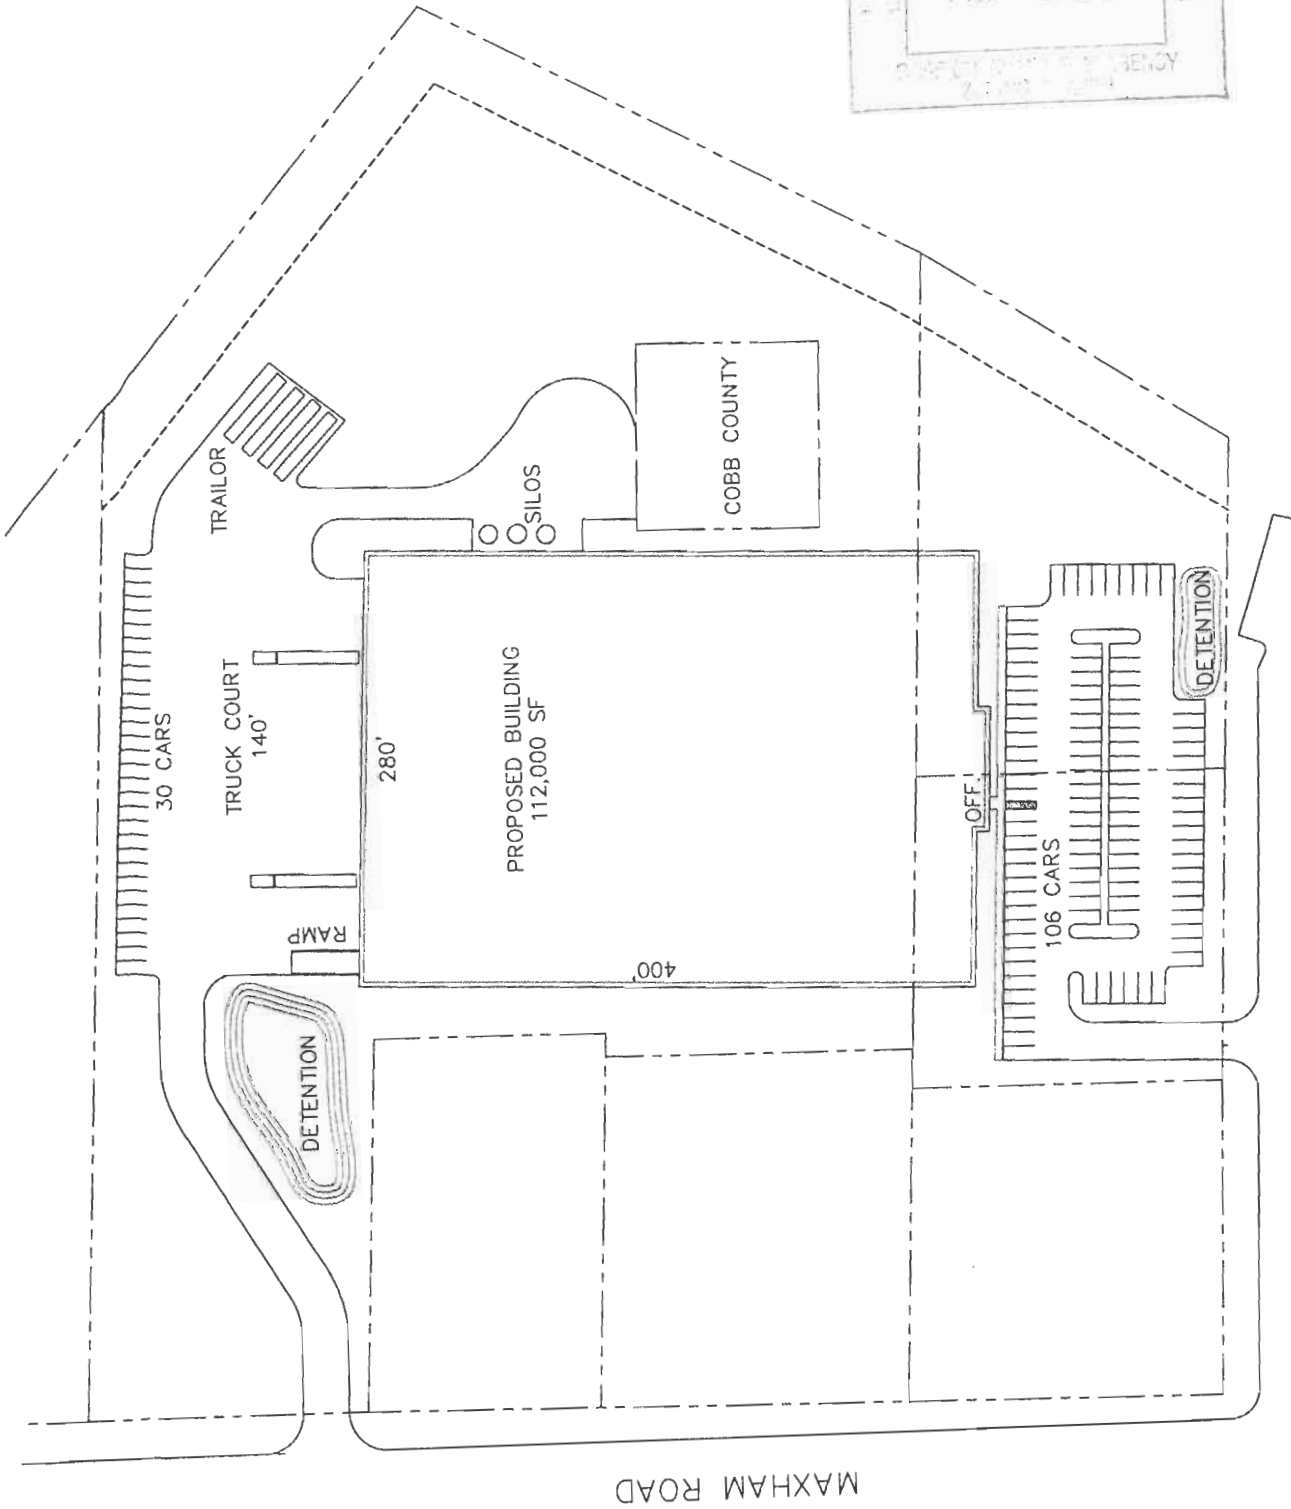 TRAILOR
SILOS
COBB COUNTY
30 CARS
TRUCK COURT
140'
280'
PROPOSED BUILDING
112,000 SF
RAMP
400'
OFF.
106 CARS
DETENTION
DETENTION
MAXHAM ROAD